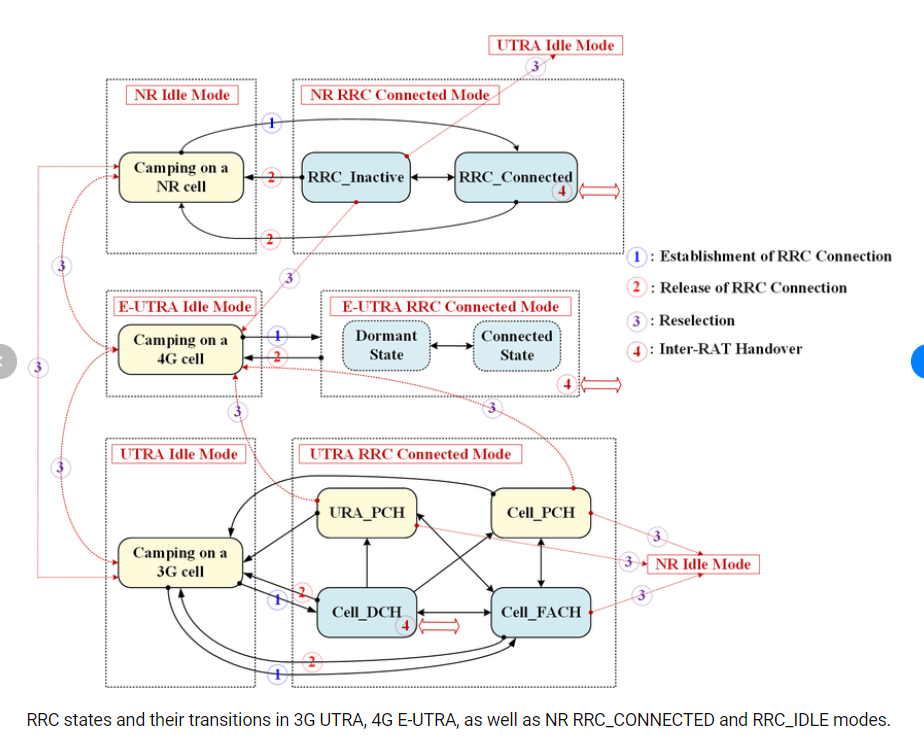 UTRA Idle Mode
3
NR Idle Mode
NR RRC Connected Mode
1
Camping on a
NR cell
2
RRC_Inactive
RRC_Connected
4
2
3
3
1 : Establishment of RRC Connection
2 : Release of RRC Connection
3 : Reselection
4 : Inter-RAT Handover
E-UTRA Idle Mode
E-UTRA RRC Connected Mode
Camping on a
4G cell
1
2
Dormant
State
Connected
State
3
4
3
3
3
UTRA Idle Mode
UTRA RRC Connected Mode
URA_PCH
Cell_PCH
Camping on a
3G cell
3
3
NR Idle Mode
3
2
1
Cell_DCH
4
Cell_FACH
2
1
RRC states and their transitions in 3G UTRA, 4G E-UTRA, as well as NR RRC_CONNECTED and RRC_IDLE modes.